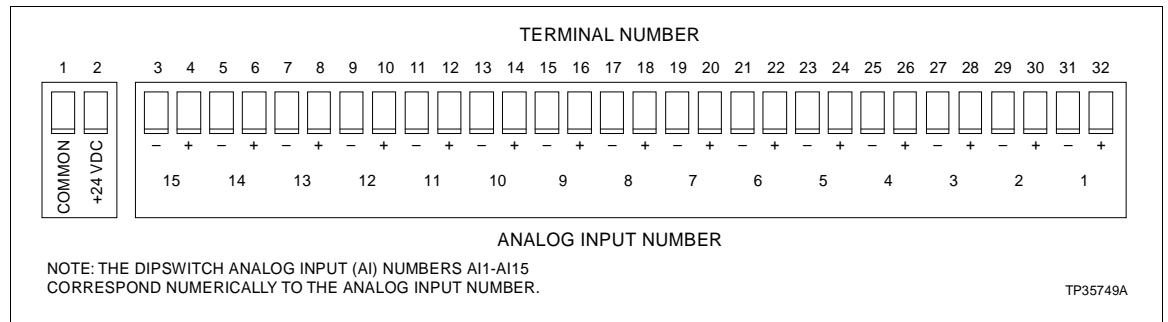 TERMINAL NUMBER
1 2 3 4 5 6 7 8 9 10 11 12 13 14 15 16 17 18 19 20 21 22 23 24 25 26 27 28 29 30 31 32
COMMON
+24 VDC
– + – + – + – + – + – + – + – + – + – + – + – + – + – + – +
15 14 13 12 11 10 9 8 7 6 5 4 3 2 1
ANALOG INPUT NUMBER
NOTE: THE DIPSWITCH ANALOG INPUT (AI) NUMBERS AI1-AI15
CORRESPOND NUMERICALLY TO THE ANALOG INPUT NUMBER.
TP35749A